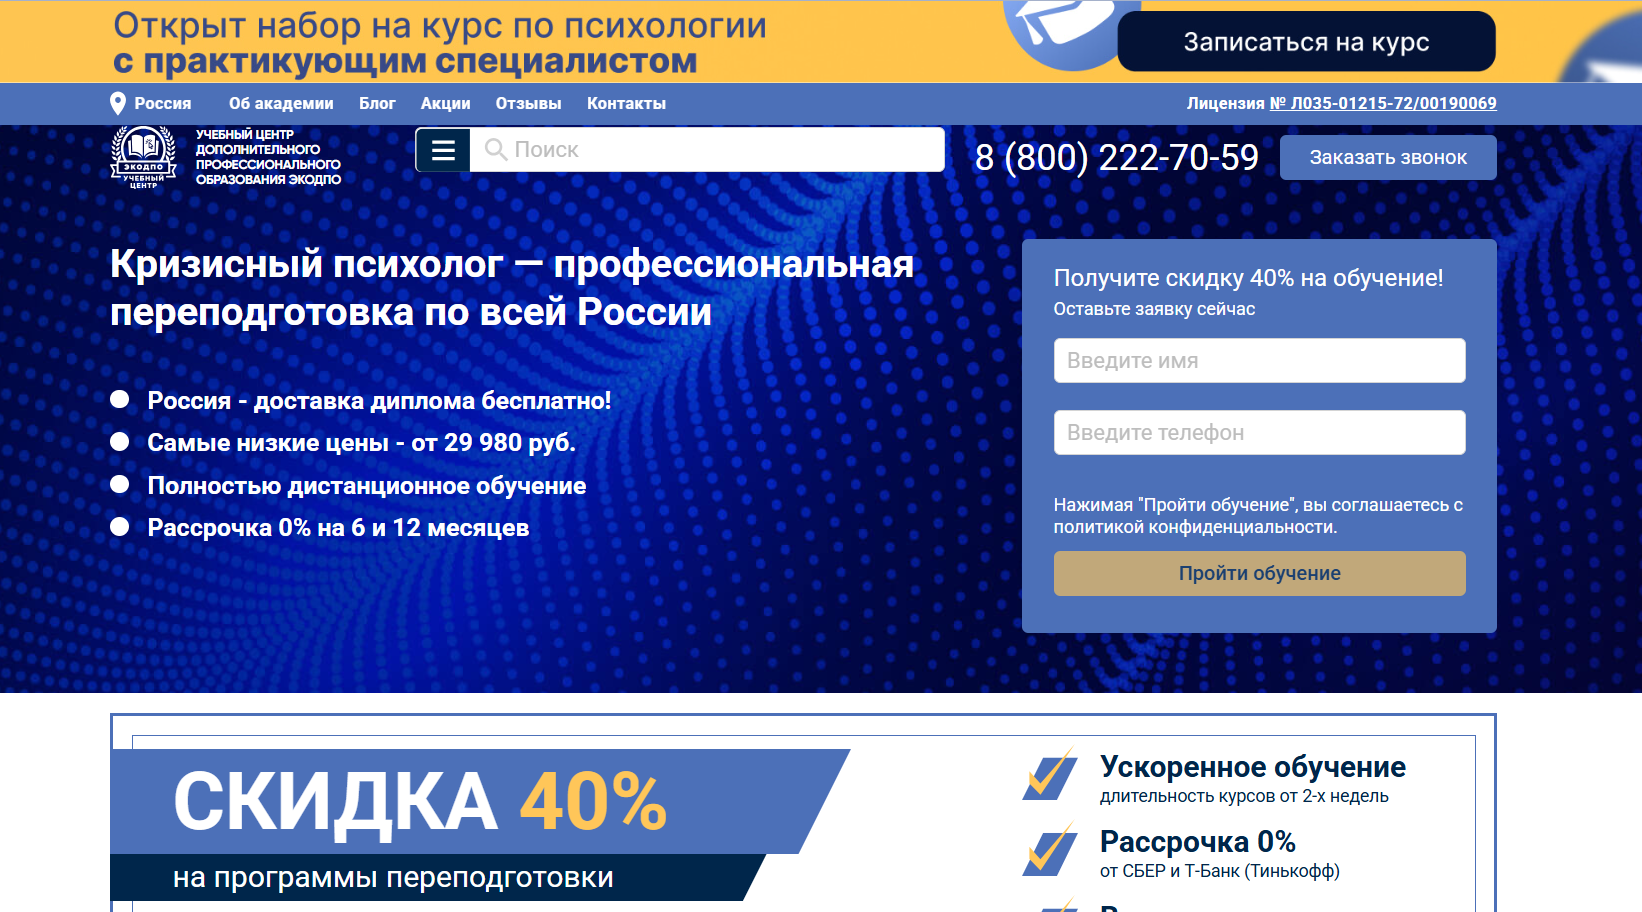 Открыт набор на курс по психологии
с практикующим специалистом
Записаться на курс
Россия
Об академии
Блог
Акции
Отзывы
Контакты
Лицензия № Л035-01215-72/00190069
ЭКОДПО
УЧЕБНЫЙ
ЦЕНТР
УЧЕБНЫЙ ЦЕНТР
ДОПОЛНИТЕЛЬНОГО
ПРОФЕССИОНАЛЬНОГО
ОБРАЗОВАНИЯ ЭКОДПО
Поиск
8 (800) 222-70-59
Заказать звонок
Кризисный психолог — профессиональная
переподготовка по всей России
Россия - доставка диплома бесплатно!
Самые низкие цены - от 29 980 руб.
Полностью дистанционное обучение
Рассрочка 0% на 6 и 12 месяцев
Получите скидку 40% на обучение!
Оставьте заявку сейчас
Введите имя
Введите телефон
Нажимая "Пройти обучение", вы соглашаетесь с
политикой конфиденциальности.
Пройти обучение
СКИДКА 40%
на программы переподготовки
Ускоренное обучение
длительность курсов от 2-х недель
Рассрочка 0%
от СБЕР и Т-Банк (Тинькофф)